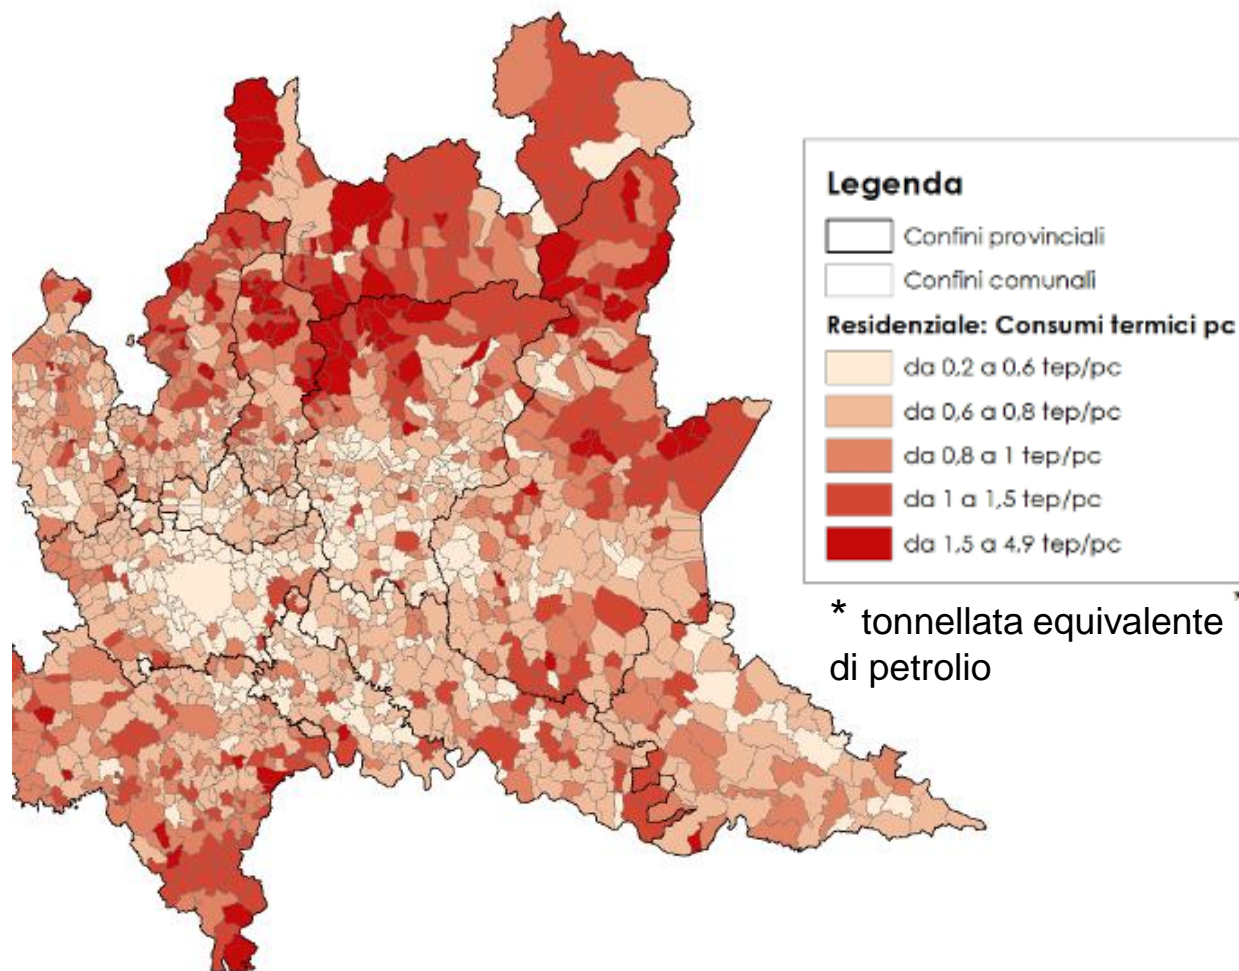 Legenda
Confini provinciali
Confini comunali
Residenziale: Consumi termici pc
da 0,2 a 0,6 tep/pc
da 0,6 a 0,8 tep/pc
da 0,8 a 1 tep/pc
da 1 a 1,5 tep/pc
da 1,5 a 4,9 tep/pc
* tonnellata equivalente
di petrolio